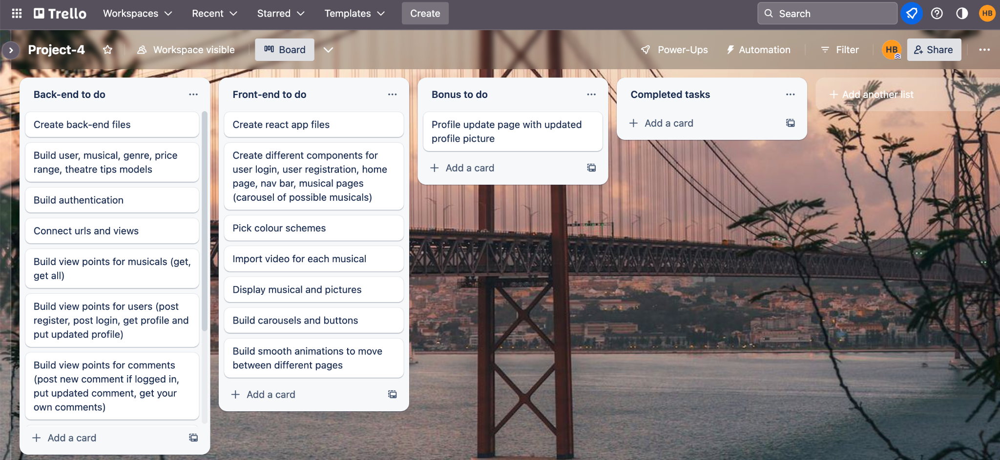 Trello Workspaces Recent Starred Templates Create Search HB
Project-4 Workspace visible Board Power-Ups Automation Filter HB Share
Back-end to do
Create back-end files
Build user, musical, genre, price
range, theatre tips models
Build authentication
Connect urls and views
Build view points for musicals (get,
get all)
Build view points for users (post
register, post login, get profile and
put updated profile)
Build view points for comments
(post new comment if logged in,
put updated comment, get your
own comments)
Add a card
Front-end to do
Create react app files
Create different components for
user login, user registration, home
page, nav bar, musical pages
(carousel of possible musicals)
Pick colour schemes
Import video for each musical
Display musical and pictures
Build carousels and buttons
Build smooth animations to move
between different pages
Add a card
Bonus to do
Profile update page with updated
profile picture
Add a card
Completed tasks
Add a card
Add another list